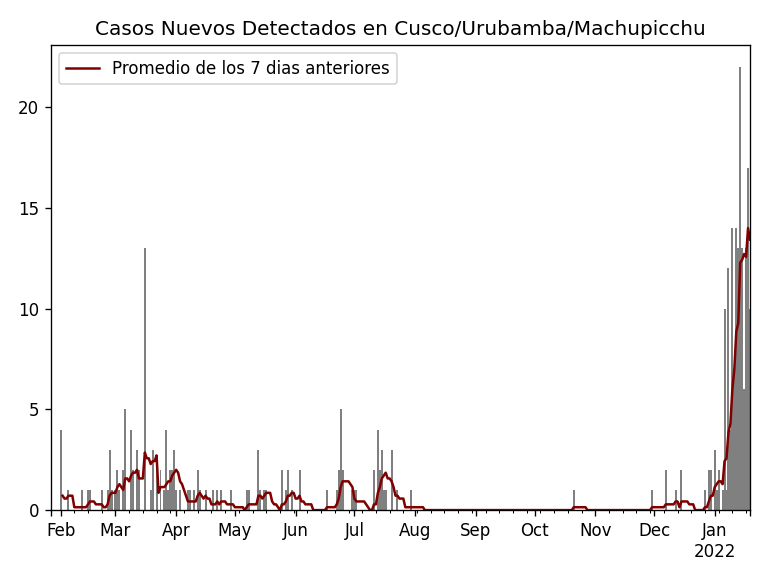 Casos Nuevos Detectados en Cusco/Urubamba/Machupicchu
Promedio de los 7 dias anteriores
20
15
10
5
0
Feb Mar Apr May Jun Jul Aug Sep Oct Nov Dec Jan
2022